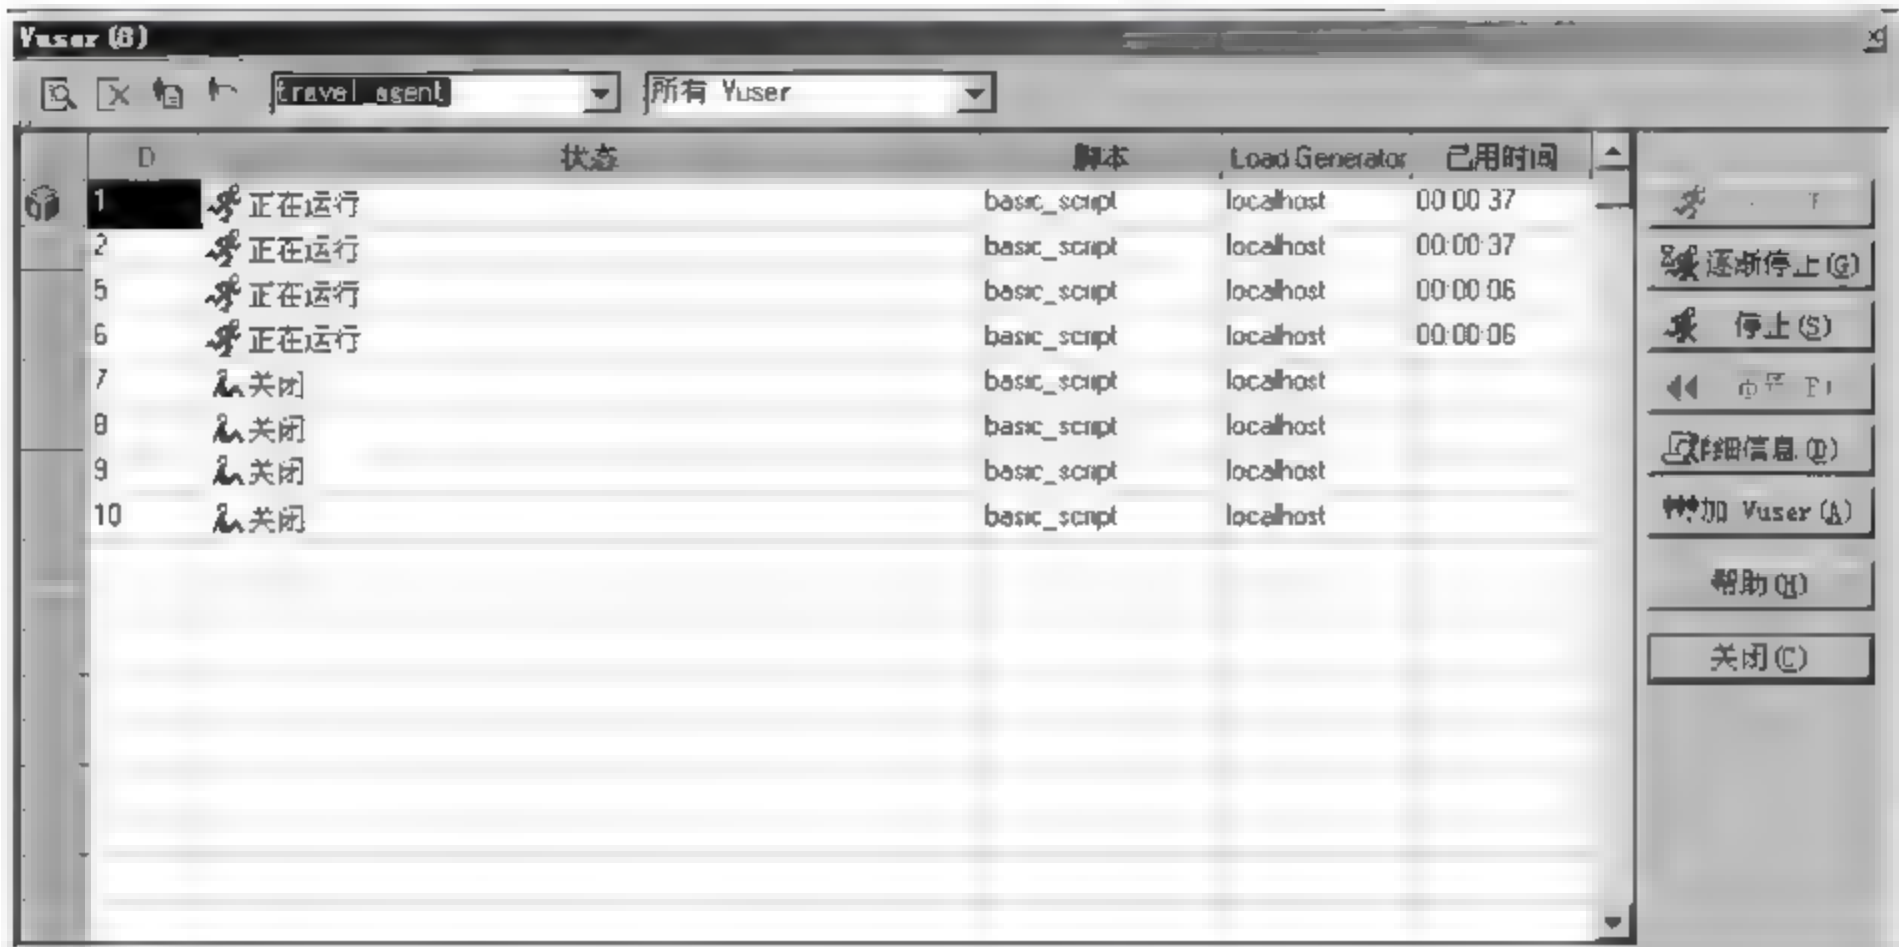 Vuser (8)
travel_agent 所有 Vuser
D 状态 脚本 Load Generator 已用时间
1 正在运行 basic_script localhost 00:00:37
2 正在运行 basic_script localhost 00:00:37
5 正在运行 basic_script localhost 00:00:06
6 正在运行 basic_script localhost 00:00:06
7 关闭 basic_script localhost
8 关闭 basic_script localhost
9 关闭 basic_script localhost
10 关闭 basic_script localhost
逐渐停止(G)
停止(S)
详细信息(D)
加 Vuser(A)
帮助(H)
关闭(C)